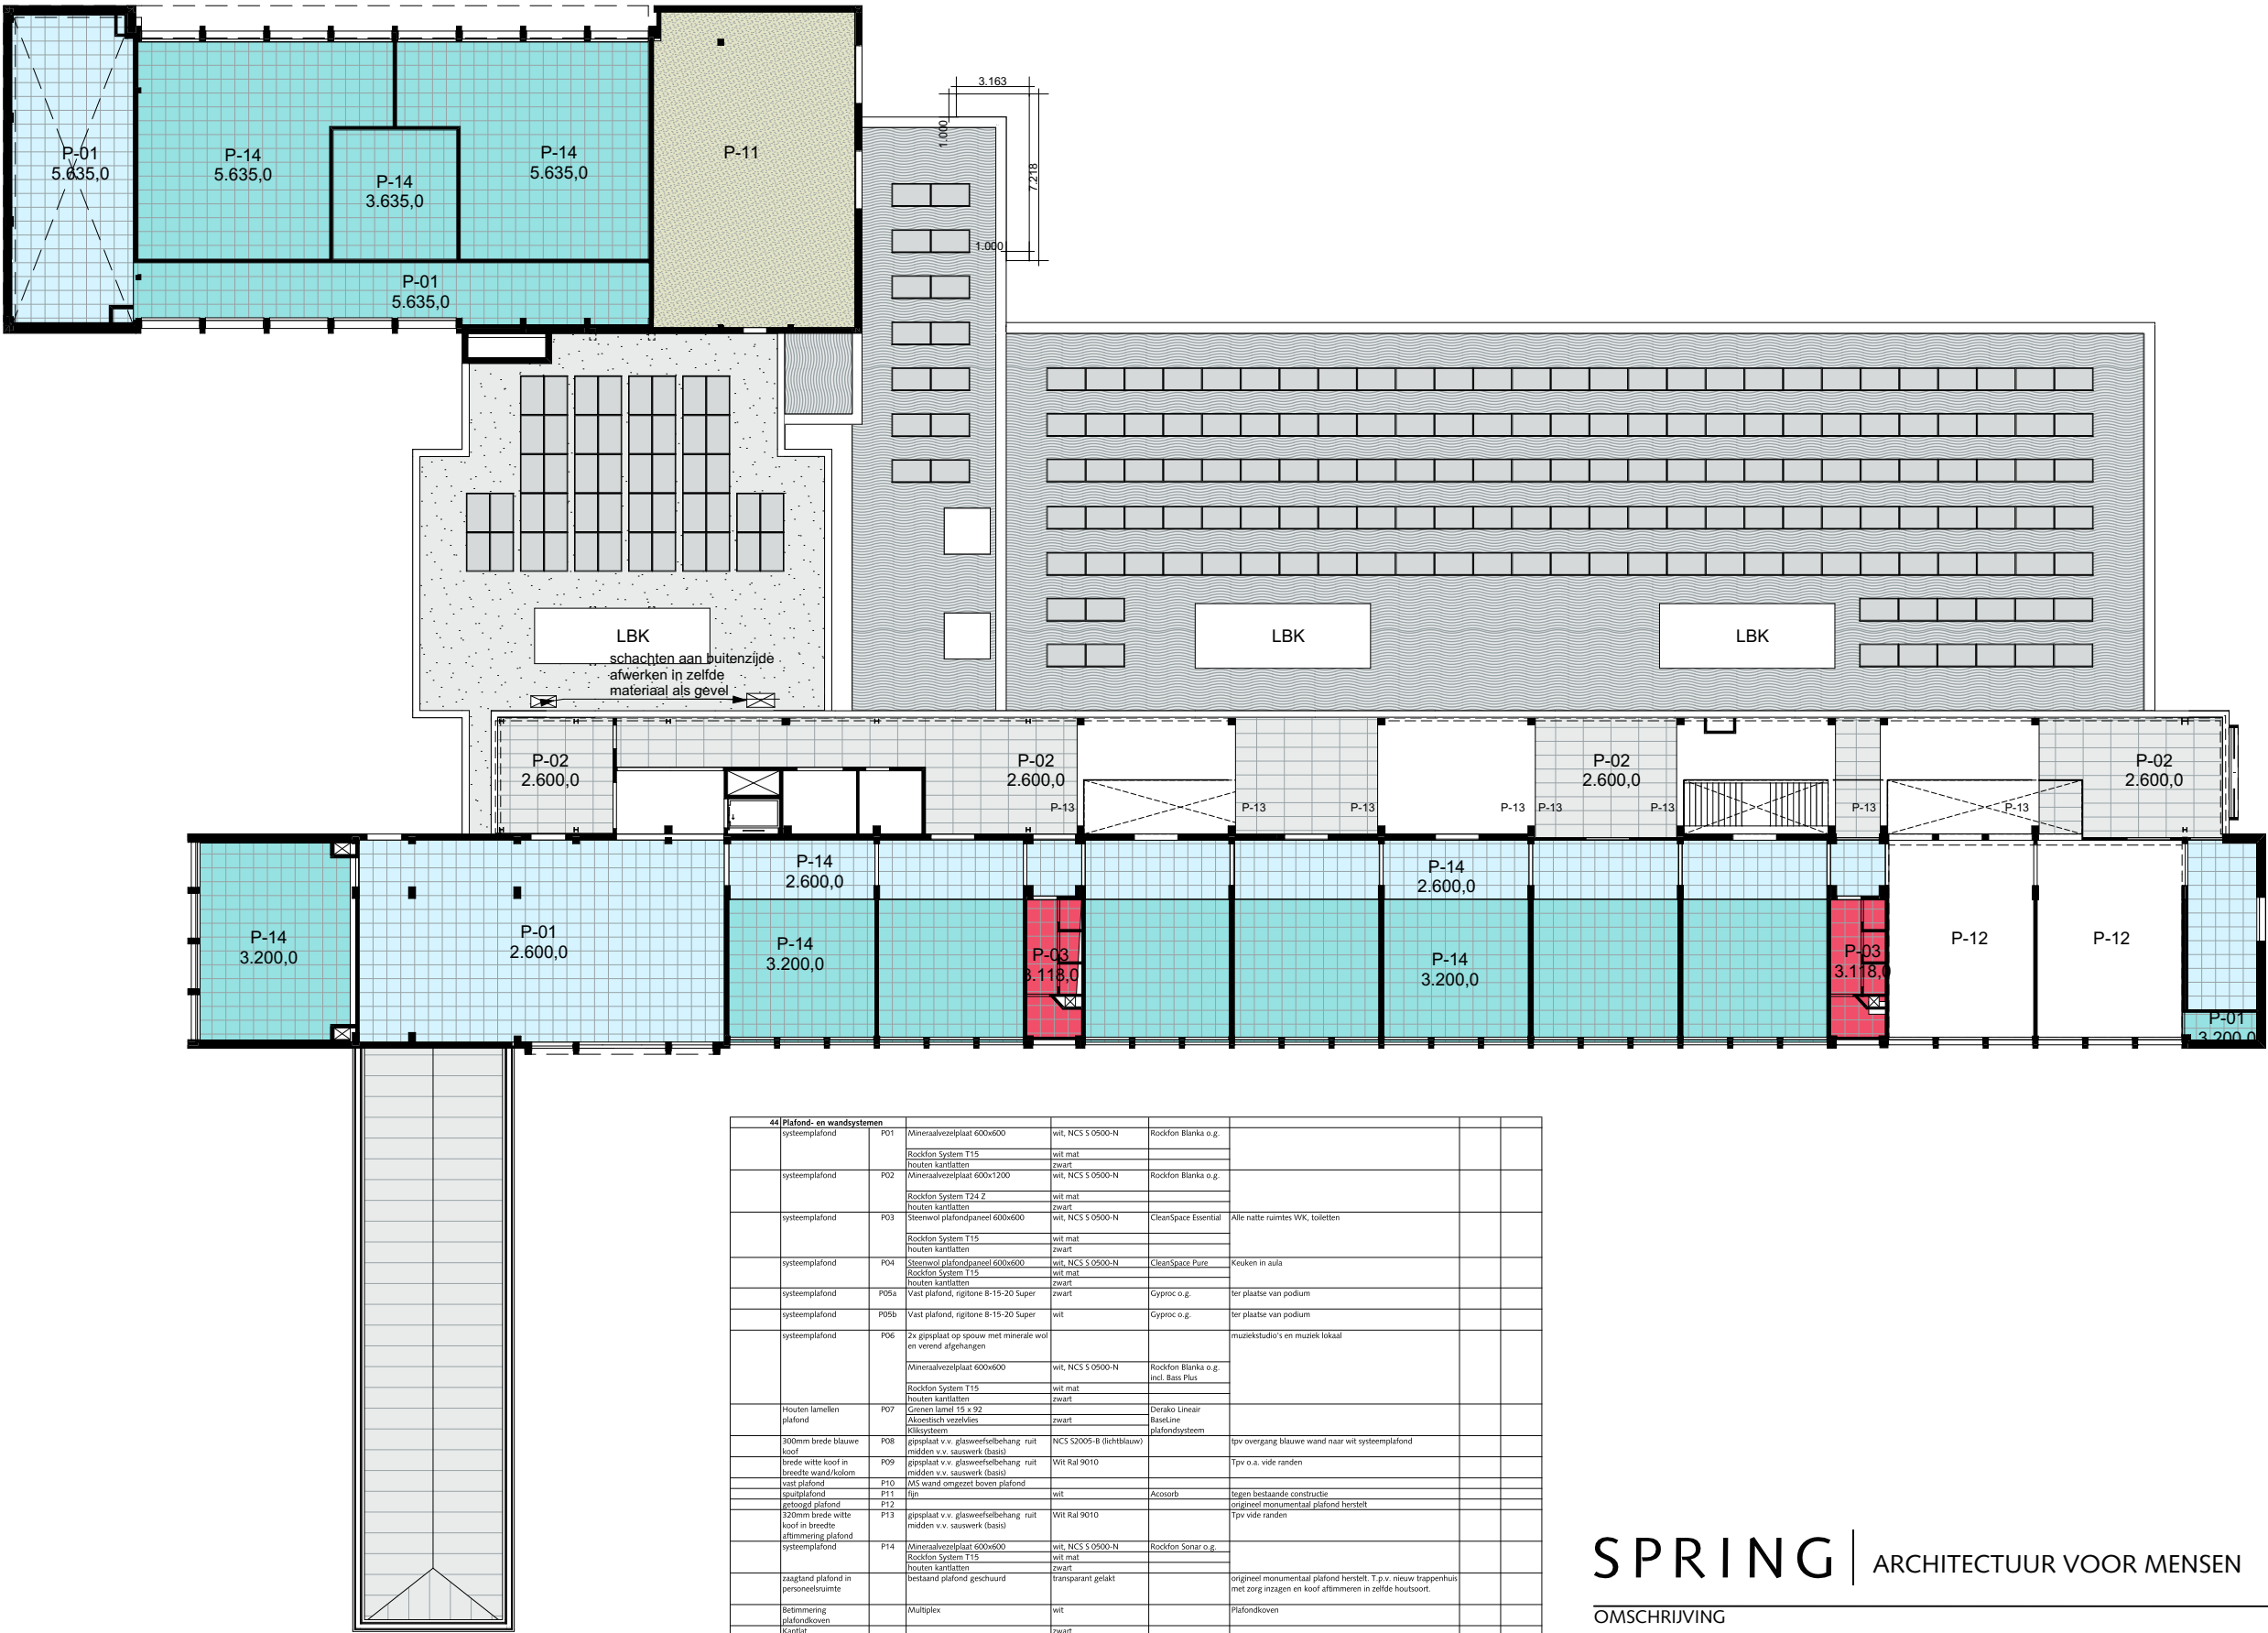 3.163
1.000
7.218
1.000
P-01
5.635,0
P-14
5.635,0
P-14
3.635,0
P-14
5.635,0
P-11
P-01
5.635,0
LBK
LBK
LBK
schachten aan buitenzijde
afwerken in zelfde
materiaal als gevel
P-02
2.600,0
P-02
2.600,0
P-02
2.600,0
P-02
2.600,0
P-13
P-13
P-13
P-13
P-13
P-13
P-13
P-13
P-14
3.200,0
P-01
2.600,0
P-14
2.600,0
P-14
3.200,0
P-03
3.118,0
P-14
2.600,0
P-14
3.200,0
P-03
3.118,0
P-12
P-12
P-01
3.200,0
44 Plafond- en wandsystemen
systeemplafond P01 Mineraalvezelplaat 600x600 wit, NCS S 0500-N Rockfon Blanka o.g.
Rockfon System T15 wit mat
houten kantlatten zwart
systeemplafond P02 Mineraalvezelplaat 600x1200 wit, NCS S 0500-N Rockfon Blanka o.g.
Rockfon System T24 Z wit mat
houten kantlatten zwart
systeemplafond P03 Steenwol plafondpaneel 600x600 wit, NCS S 0500-N CleanSpace Essential Alle natte ruimtes WK, toiletten
Rockfon System T15 wit mat
houten kantlatten zwart
systeemplafond P04 Steenwol plafondpaneel 600x600 wit, NCS S 0500-N CleanSpace Pure Keuken in aula
Rockfon System T15 wit mat
houten kantlatten zwart
systeemplafond P05a Vast plafond, rigitone 8-15-20 Super zwart Gyproc o.g. ter plaatse van podium
systeemplafond P05b Vast plafond, rigitone 8-15-20 Super wit Gyproc o.g. ter plaatse van podium
systeemplafond P06 2x gipsplaat op spouw met minerale wol muziekstudio's en muziek lokaal
en verend afgehangen
Mineraalvezelplaat 600x600 wit, NCS S 0500-N Rockfon Blanka o.g.
incl. Bass Plus
Rockfon System T15 wit mat
houten kantlatten zwart
Houten lamellen P07 Grenen lamel 15 x 92 Derako Lineair
plafond Akoestisch vezelvlies zwart BaseLine
Kliksysteem plafondsysteem
300mm brede blauwe P08 gipsplaat v.v. glasweefselbehang ruit NCS S2005-B (lichtblauw) tpv overgang blauwe wand naar wit systeemplafond
koof midden v.v. sauswerk (basis)
brede witte koof in P09 gipsplaat v.v. glasweefselbehang ruit Wit Ral 9010 Tpv o.a. vide randen
breedte wand/kolom midden v.v. sauswerk (basis)
vast plafond P10 MS wand omgezet boven plafond
spuitplafond P11 fijn wit Acosorb tegen bestaande constructie
getoogd plafond P12 origineel monumentaal plafond herstelt
320mm brede witte P13 gipsplaat v.v. glasweefselbehang ruit Wit Ral 9010 Tpv vide randen
koof in breedte midden v.v. sauswerk (basis)
aftimmering plafond
systeemplafond P14 Mineraalvezelplaat 600x600 wit, NCS S 0500-N Rockfon Sonar o.g.
Rockfon System T15 wit mat
houten kantlatten zwart
zaagtand plafond in bestaand plafond geschuurd transparant gelakt origineel monumentaal plafond herstelt. T.p.v. nieuw trappenhuis
personeelsruimte met zorg inzagen en koof aftimmeren in zelfde houtsoort.
Betimmering Multiplex wit Plafondkoven
plafondkoven
Kantlat zwart
SPRING ARCHITECTUUR VOOR MENSEN
OMSCHRIJVING